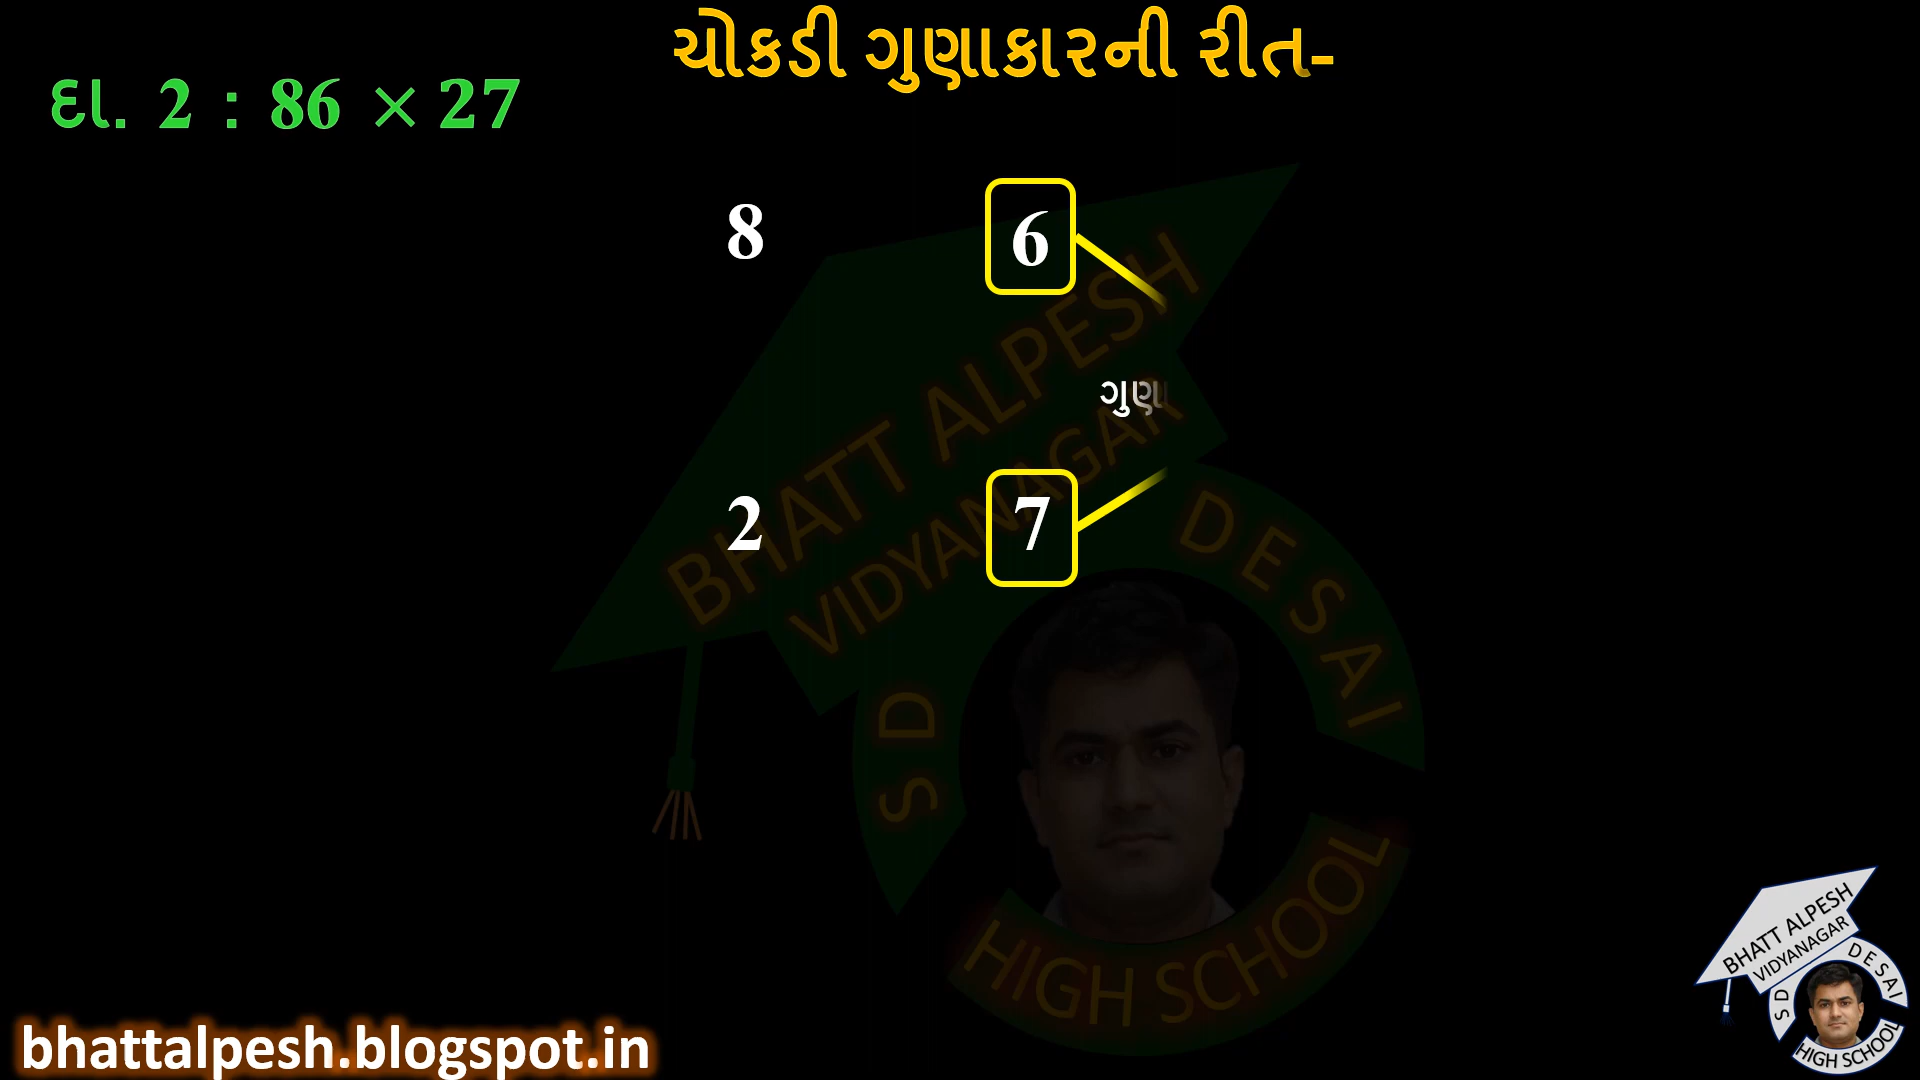 ચોકડી ગુણાકારની રીત-
દા. 2 : 86 × 27
8 6
ગુણા
2 7
BHATT ALPESH
VIDYANAGAR
S D DESAI
HIGH SCHOOL
bhattalpesh.blogspot.in
BHATT ALPESH
VIDYANAGAR
S D DESAI
HIGH SCHOOL